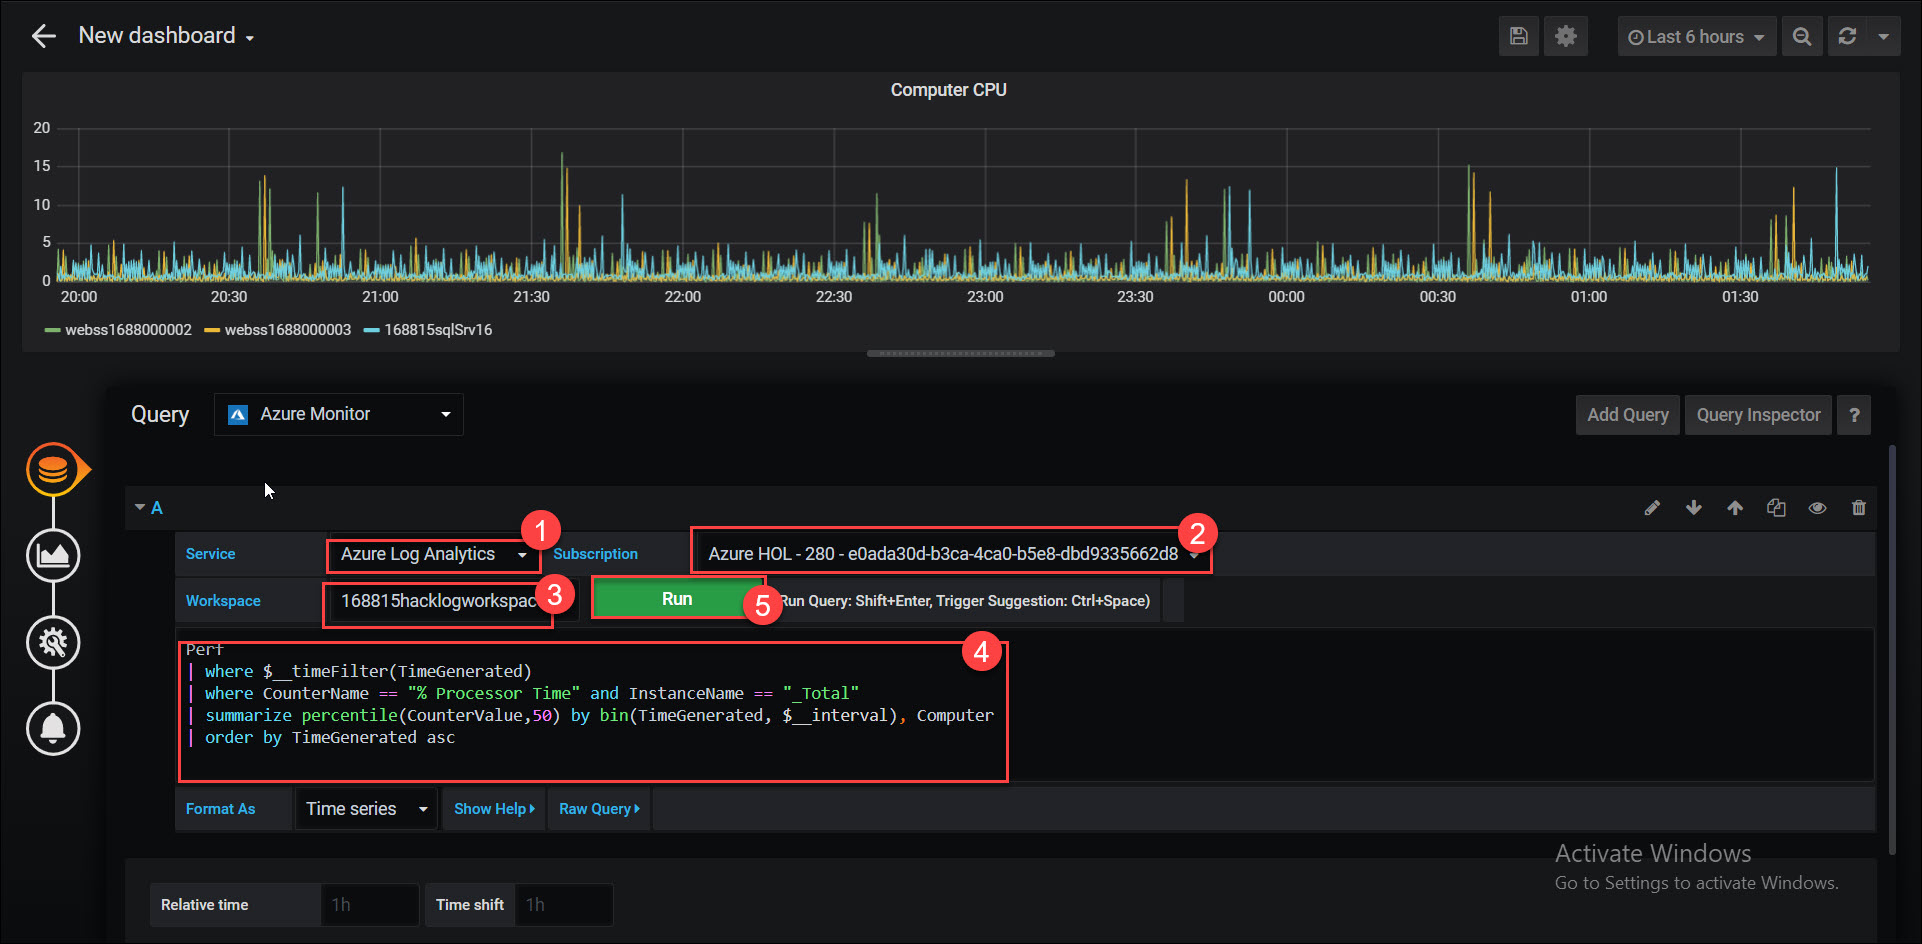 New dashboard
Last 6 hours
Computer CPU
20
15
10
5
0
20:00 20:30 21:00 21:30 22:00 22:30 23:00 23:30 00:00 00:30 01:00 01:30
webss1688000002 webss1688000003 168815sqlSrv16
Query Azure Monitor Add Query Query Inspector ?
A
1 2
Service Azure Log Analytics Subscription Azure HOL - 280 - e0ada30d-b3ca-4ca0-b5e8-dbd9335662d8
Workspace 168815hacklogworkspac 3 Run 5 Run Query: Shift+Enter, Trigger Suggestion: Ctrl+Space)
4
Perf
| where $__timeFilter(TimeGenerated)
| where CounterName == "% Processor Time" and InstanceName == "_Total"
| summarize percentile(CounterValue,50) by bin(TimeGenerated, $__interval), Computer
| order by TimeGenerated asc
Format As Time series Show Help Raw Query
Activate Windows
Go to Settings to activate Windows.
Relative time 1h Time shift 1h